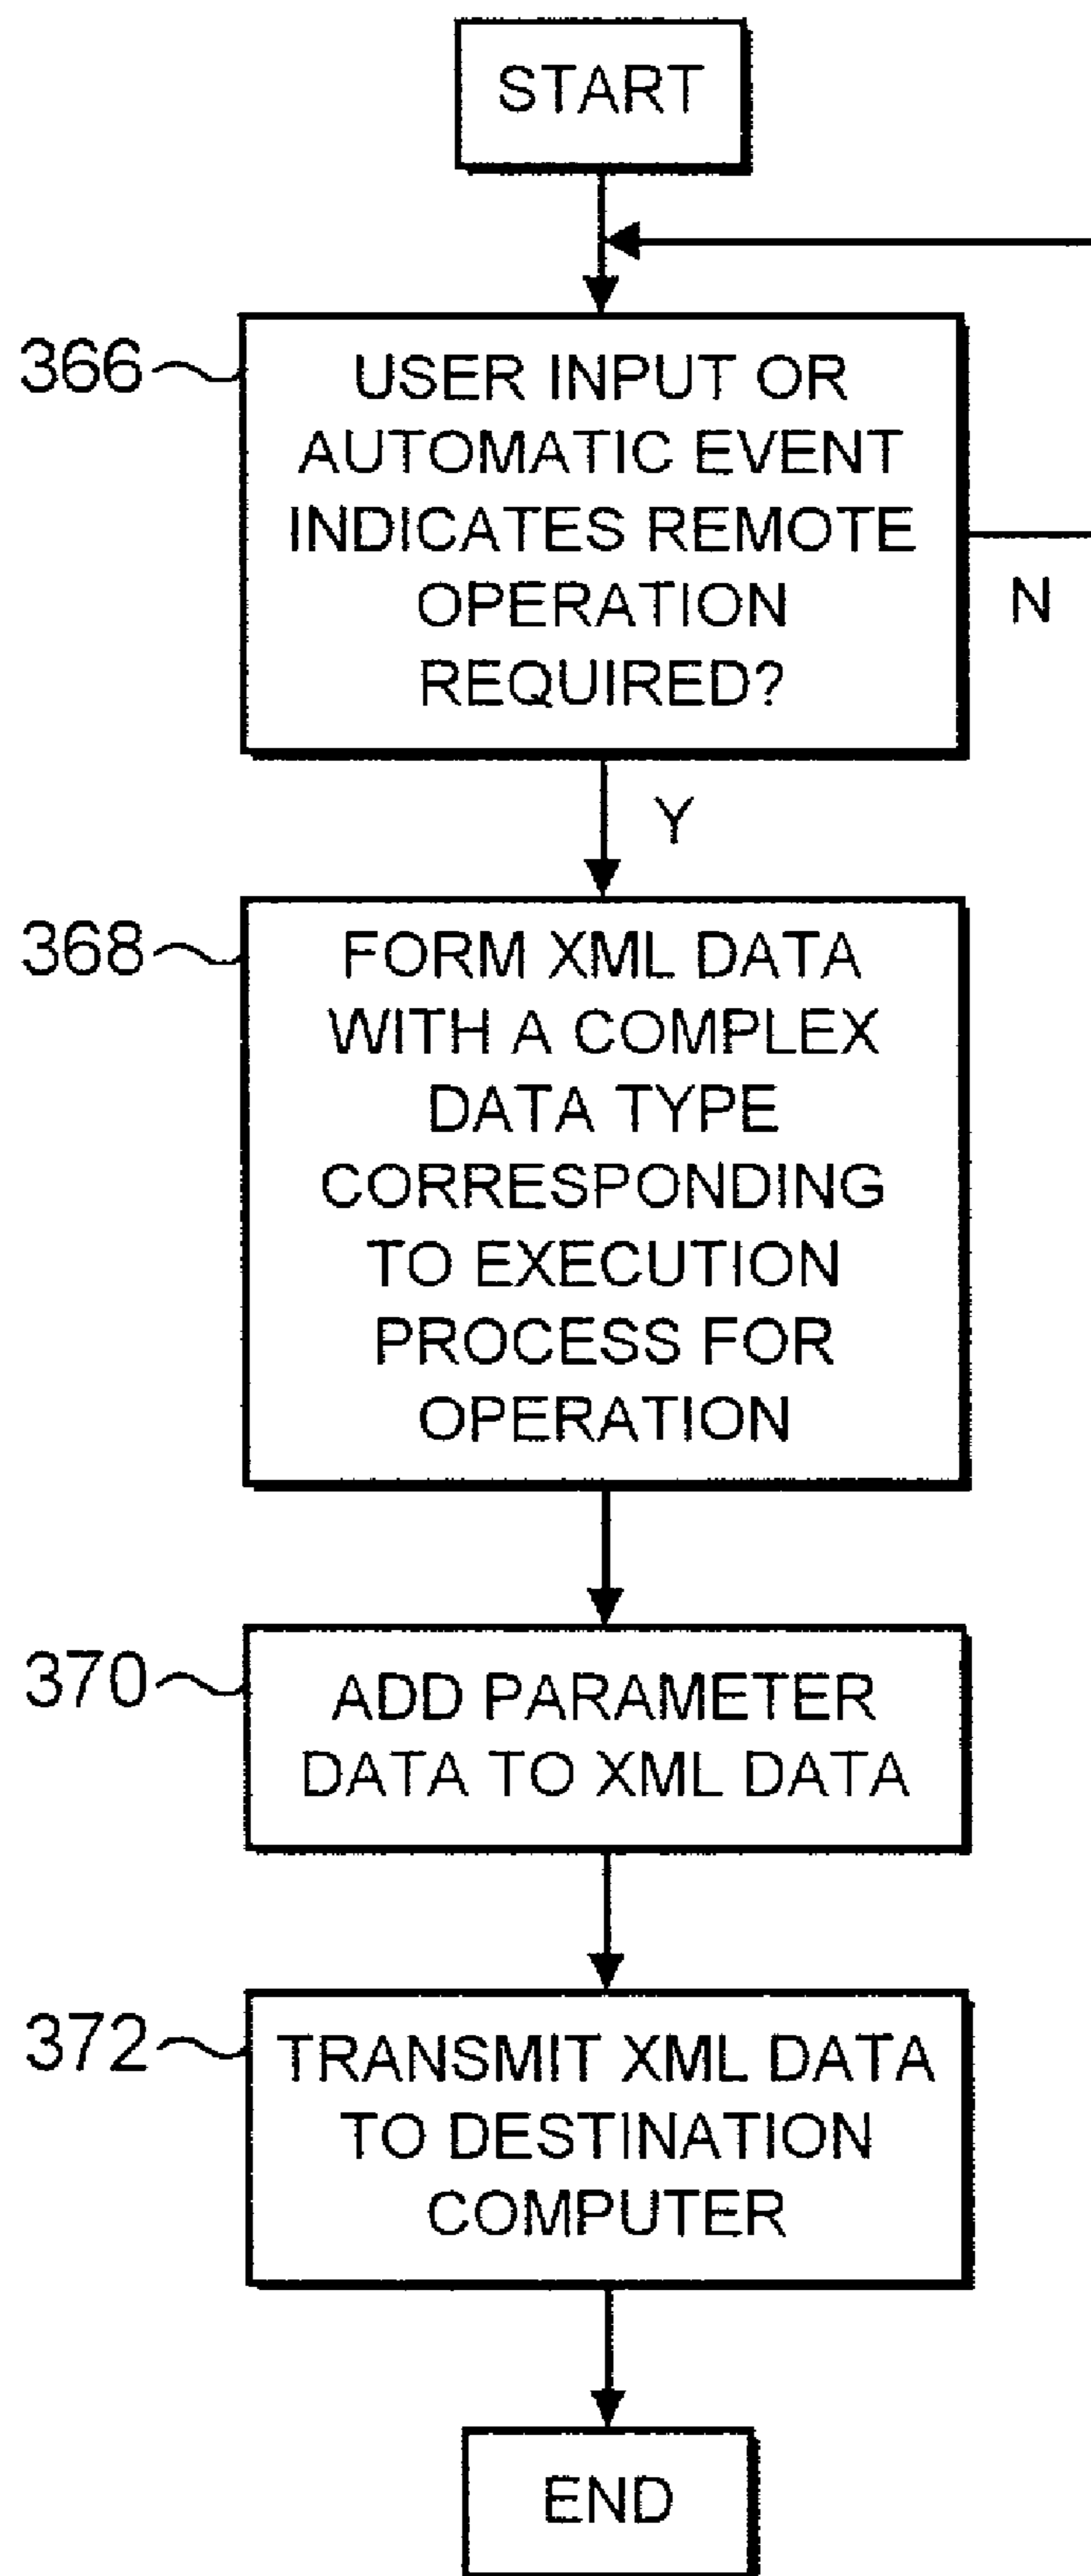 START
366
USER INPUT OR
AUTOMATIC EVENT
INDICATES REMOTE
OPERATION
REQUIRED?
N
Y
368
FORM XML DATA
WITH A COMPLEX
DATA TYPE
CORRESPONDING
TO EXECUTION
PROCESS FOR
OPERATION
370
ADD PARAMETER
DATA TO XML DATA
372
TRANSMIT XML DATA
TO DESTINATION
COMPUTER
END